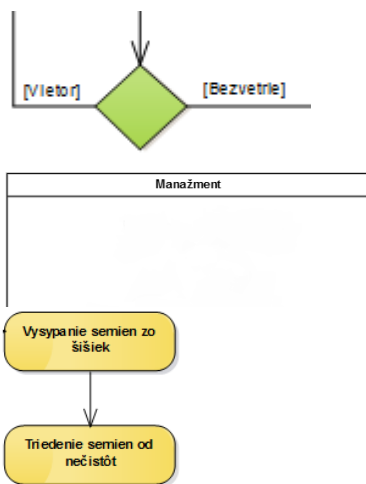 [Vietor]
[Bezvetrie]
Manažment
Vysypanie semien zo
šišiek
Triedenie semien od
nečistôt